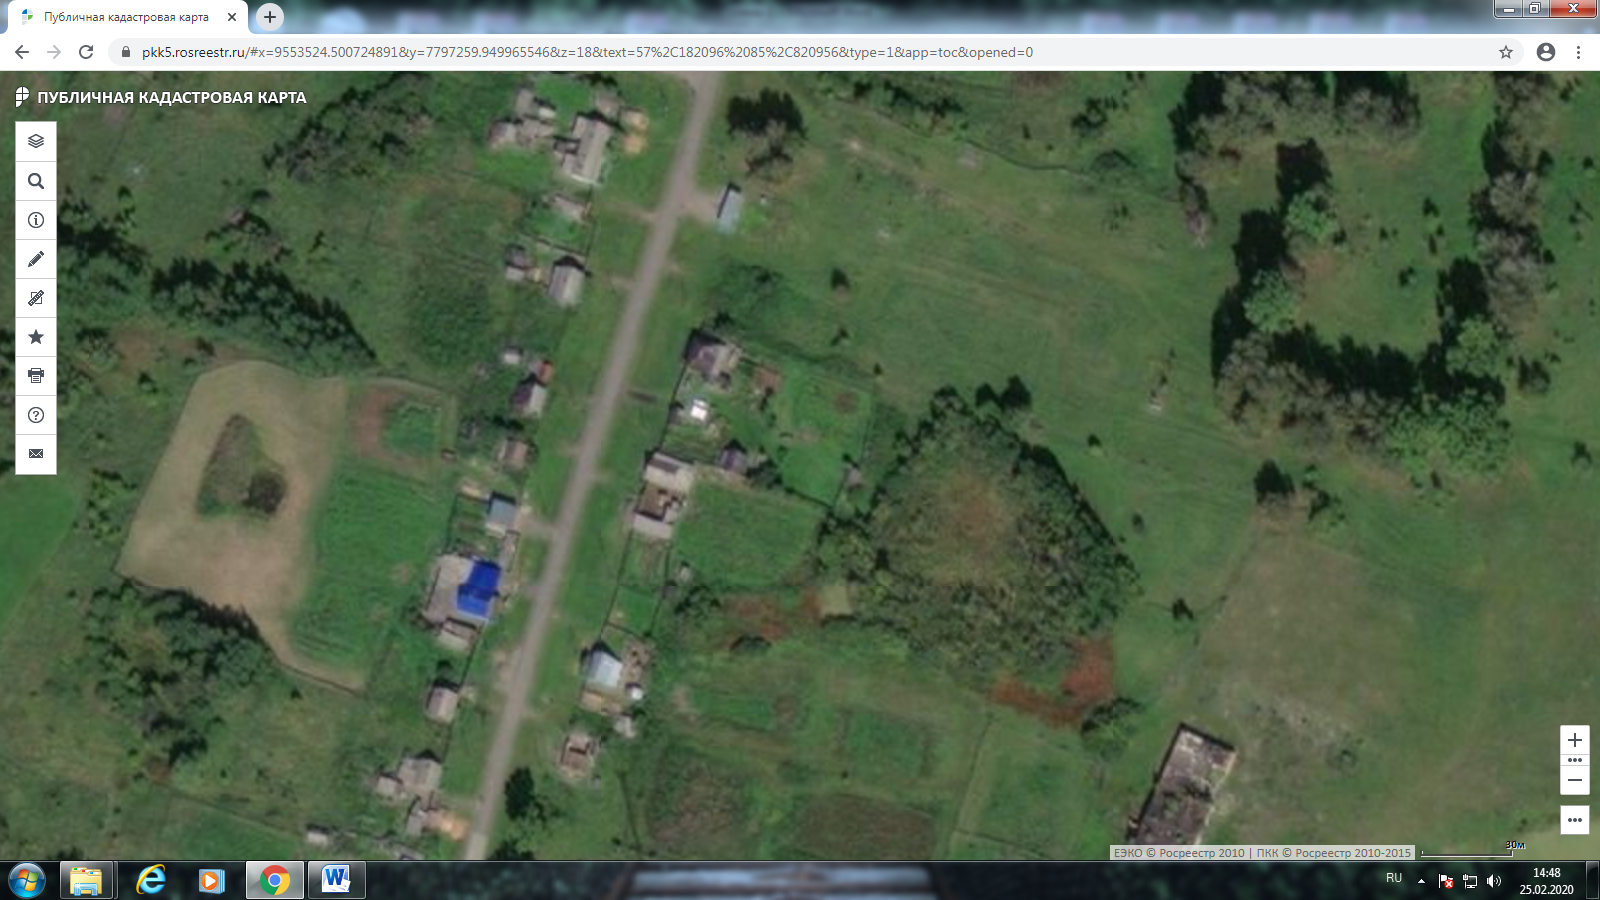 Публичная кадастровая карта
pkk5.rosreestr.ru/#x=9553524.500724891&y=7797259.949965546&z=18&text=57%2C182096%2085%2C820956&type=1&app=toc&opened=0
ПУБЛИЧНАЯ КАДАСТРОВАЯ КАРТА
30м
ЕЭКО © Росреестр 2010 | ПКК © Росреестр 2010-2015
RU
14:48
25.02.2020